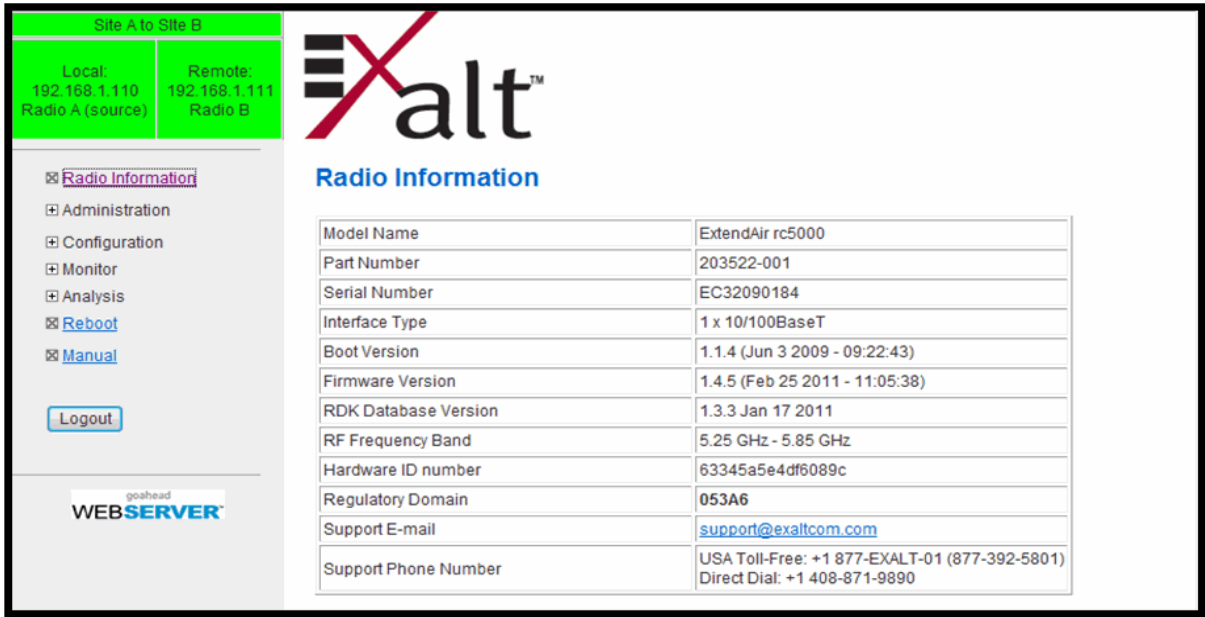 Site A to SIte B
Local:
192.168.1.110
Radio A (source)
Remote:
192.168.1.111
Radio B
Radio Information
Administration
Configuration
Monitor
Analysis
Reboot
Manual
Logout
goahead
WEBSERVER™
EXalt™
Radio Information
Model Name ExtendAir rc5000
Part Number 203522-001
Serial Number EC32090184
Interface Type 1 x 10/100BaseT
Boot Version 1.1.4 (Jun 3 2009 - 09:22:43)
Firmware Version 1.4.5 (Feb 25 2011 - 11:05:38)
RDK Database Version 1.3.3 Jan 17 2011
RF Frequency Band 5.25 GHz - 5.85 GHz
Hardware ID number 63345a5e4df6089c
Regulatory Domain 053A6
Support E-mail support@exaltcom.com
Support Phone Number USA Toll-Free: +1 877-EXALT-01 (877-392-5801)
Direct Dial: +1 408-871-9890